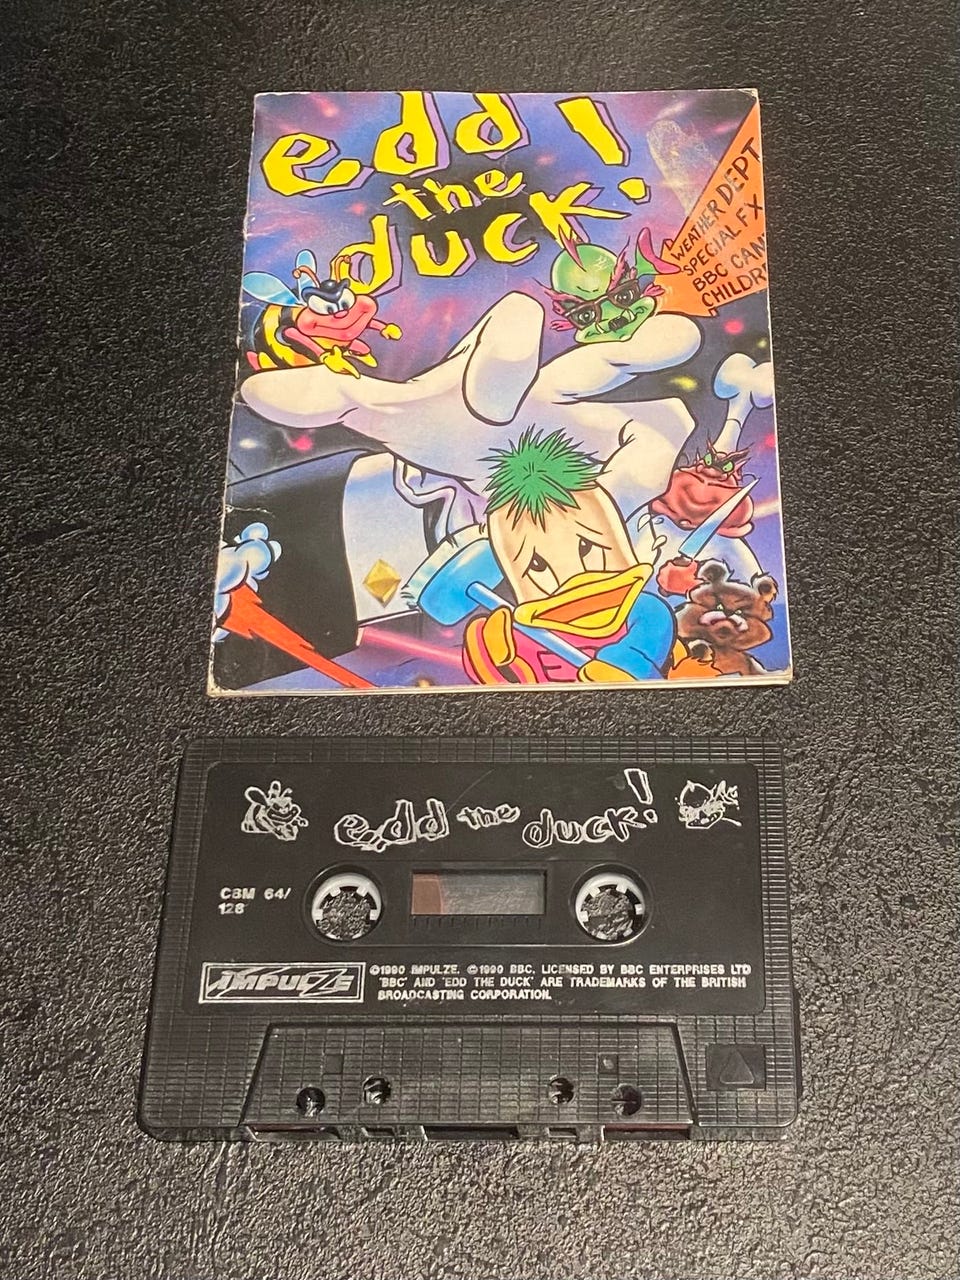 edd
the
duck!
WEATHER DEPT
SPECIAL FX
BBC
E
edd the duck!
CBM 64/
128
IMPULZE
©1990 IMPULZE. ©1990 BBC. LICENSED BY BBC ENTERPRISES LTD
'BBC' AND 'EDD THE DUCK' ARE TRADEMARKS OF THE BRITISH
BROADCASTING CORPORATION.